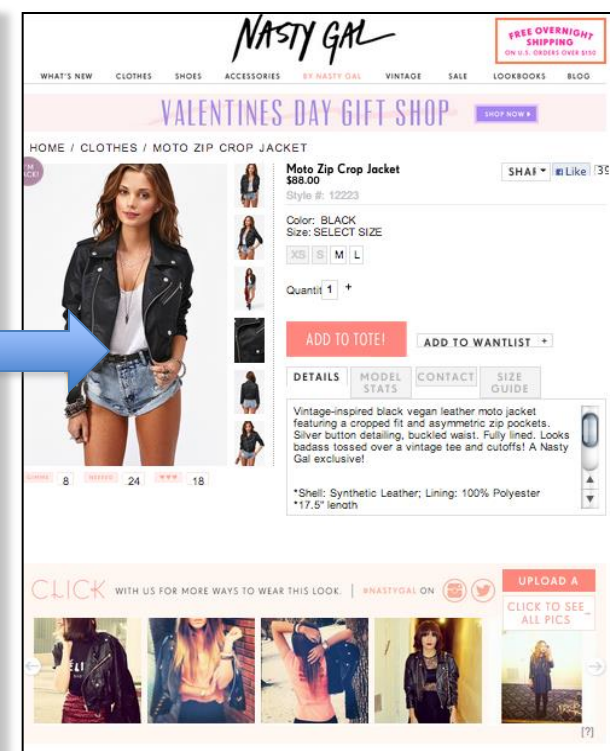 NASTY GAL
FREE OVERNIGHT
SHIPPING
ON U.S. ORDERS OVER $150
WHAT'S NEW CLOTHES SHOES ACCESSORIES BY NASTY GAL VINTAGE SALE LOOKBOOKS BLOG
VALENTINES DAY GIFT SHOP SHOP NOW
HOME / CLOTHES / MOTO ZIP CROP JACKET
I'M
BACK!
Moto Zip Crop Jacket
$88.00
SHAR Like 39
Style #: 12223
Color: BLACK
Size: SELECT SIZE
XS S M L
Quantit 1 +
ADD TO TOTE! ADD TO WANTLIST +
DETAILS MODEL STATS CONTACT SIZE GUIDE
Vintage-inspired black vegan leather moto jacket
featuring a cropped fit and asymmetric zip pockets.
Silver button detailing, buckled waist. Fully lined. Looks
badass tossed over a vintage tee and cutoffs! A Nasty
Gal exclusive!
*Shell: Synthetic Leather; Lining: 100% Polyester
*17.5" length
8 24 ♥♥♥ 18
CLICK WITH US FOR MORE WAYS TO WEAR THIS LOOK. | #NASTYGAL ON
UPLOAD A
CLICK TO SEE
ALL PICS
[?]